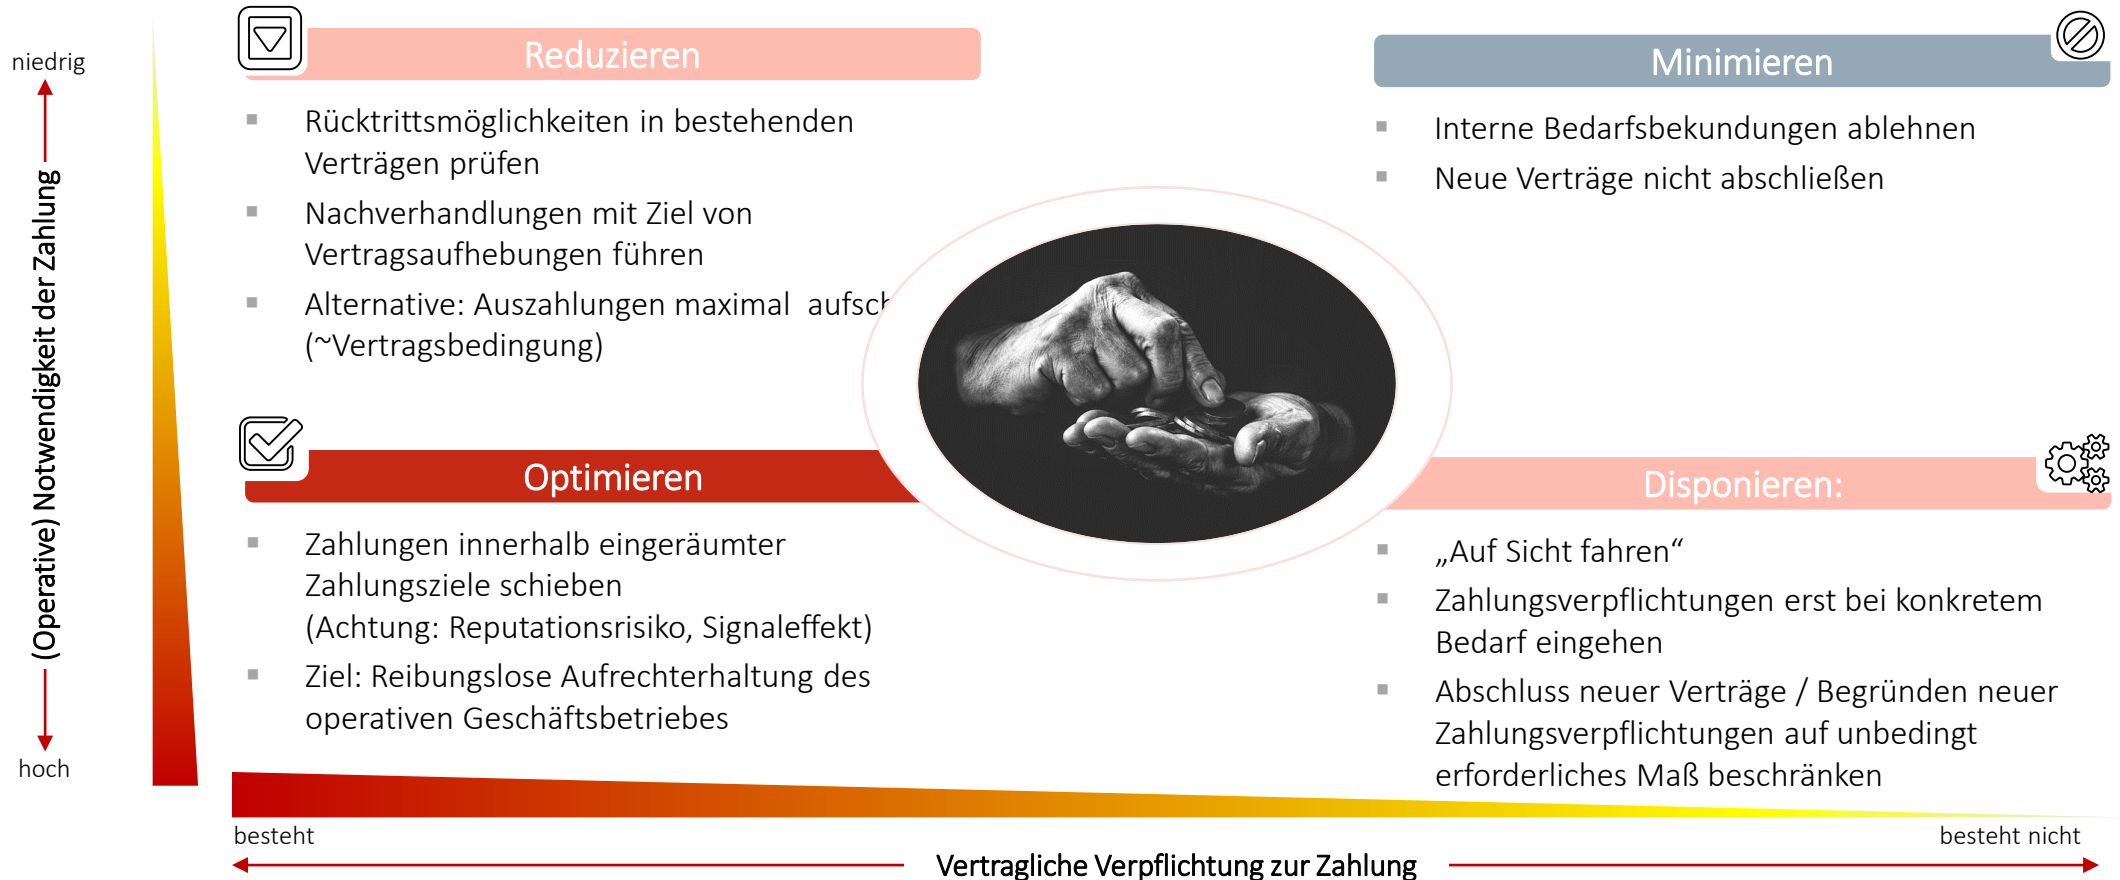 niedrig
(Operative) Notwendigkeit der Zahlung
hoch
Reduzieren
Rücktrittsmöglichkeiten in bestehenden
Verträgen prüfen
Nachverhandlungen mit Ziel von
Vertragsaufhebungen führen
Alternative: Auszahlungen maximal
(~Vertragsbedingung)
Minimieren
Interne Bedarfsbekundungen ablehnen
Neue Verträge nicht abschließen
Optimieren
Zahlungen innerhalb eingeräumter
Zahlungsziele schieben
(Achtung: Reputationsrisiko, Signaleffekt)
Ziel: Reibungslose Aufrechterhaltung des
operativen Geschäftsbetriebes
Disponieren:
„Auf Sicht fahren“
Zahlungsverpflichtungen erst bei konkretem
Bedarf eingehen
Abschluss neuer Verträge / Begründen neuer
Zahlungsverpflichtungen auf unbedingt
erforderliches Maß beschränken
besteht
besteht nicht
Vertragliche Verpflichtung zur Zahlung